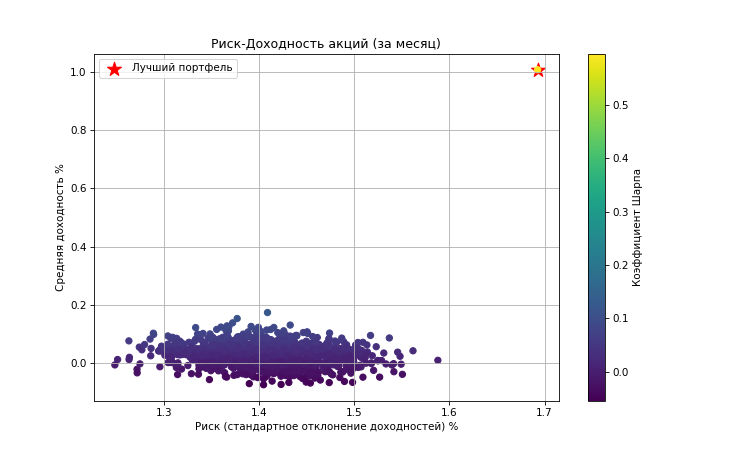 Риск-Доходность акций (за месяц)
Лучший портфель
Средняя доходность %
1.0
0.8
0.6
0.4
0.2
0.0
1.3 1.4 1.5 1.6 1.7
Риск (стандартное отклонение доходностей) %
0.5
0.4
0.3
0.2
0.1
0.0
Коэффициент Шарпа